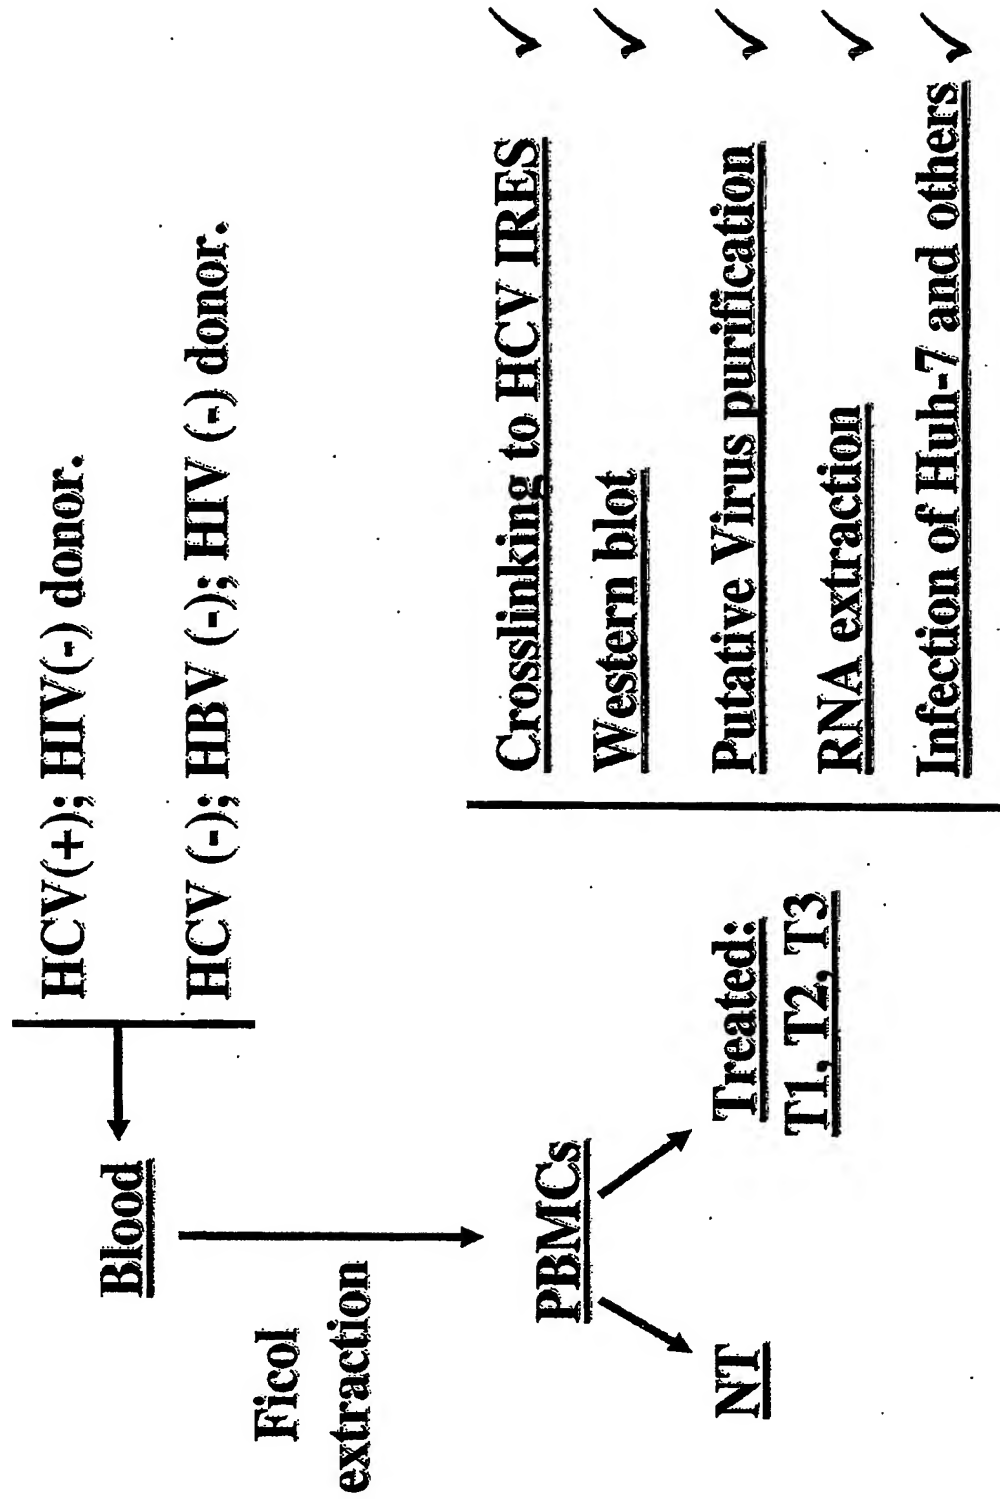 HCV(+); HIV(-) donor.
HCV (-); HBV (-); HIV (-) donor.
Blood
Ficol
extraction
PBMCs
NT
Treated:
T1, T2, T3
Crosslinking to HCV IRES
Western blot
Putative Virus purification
RNA extraction
Infection of Huh-7 and others